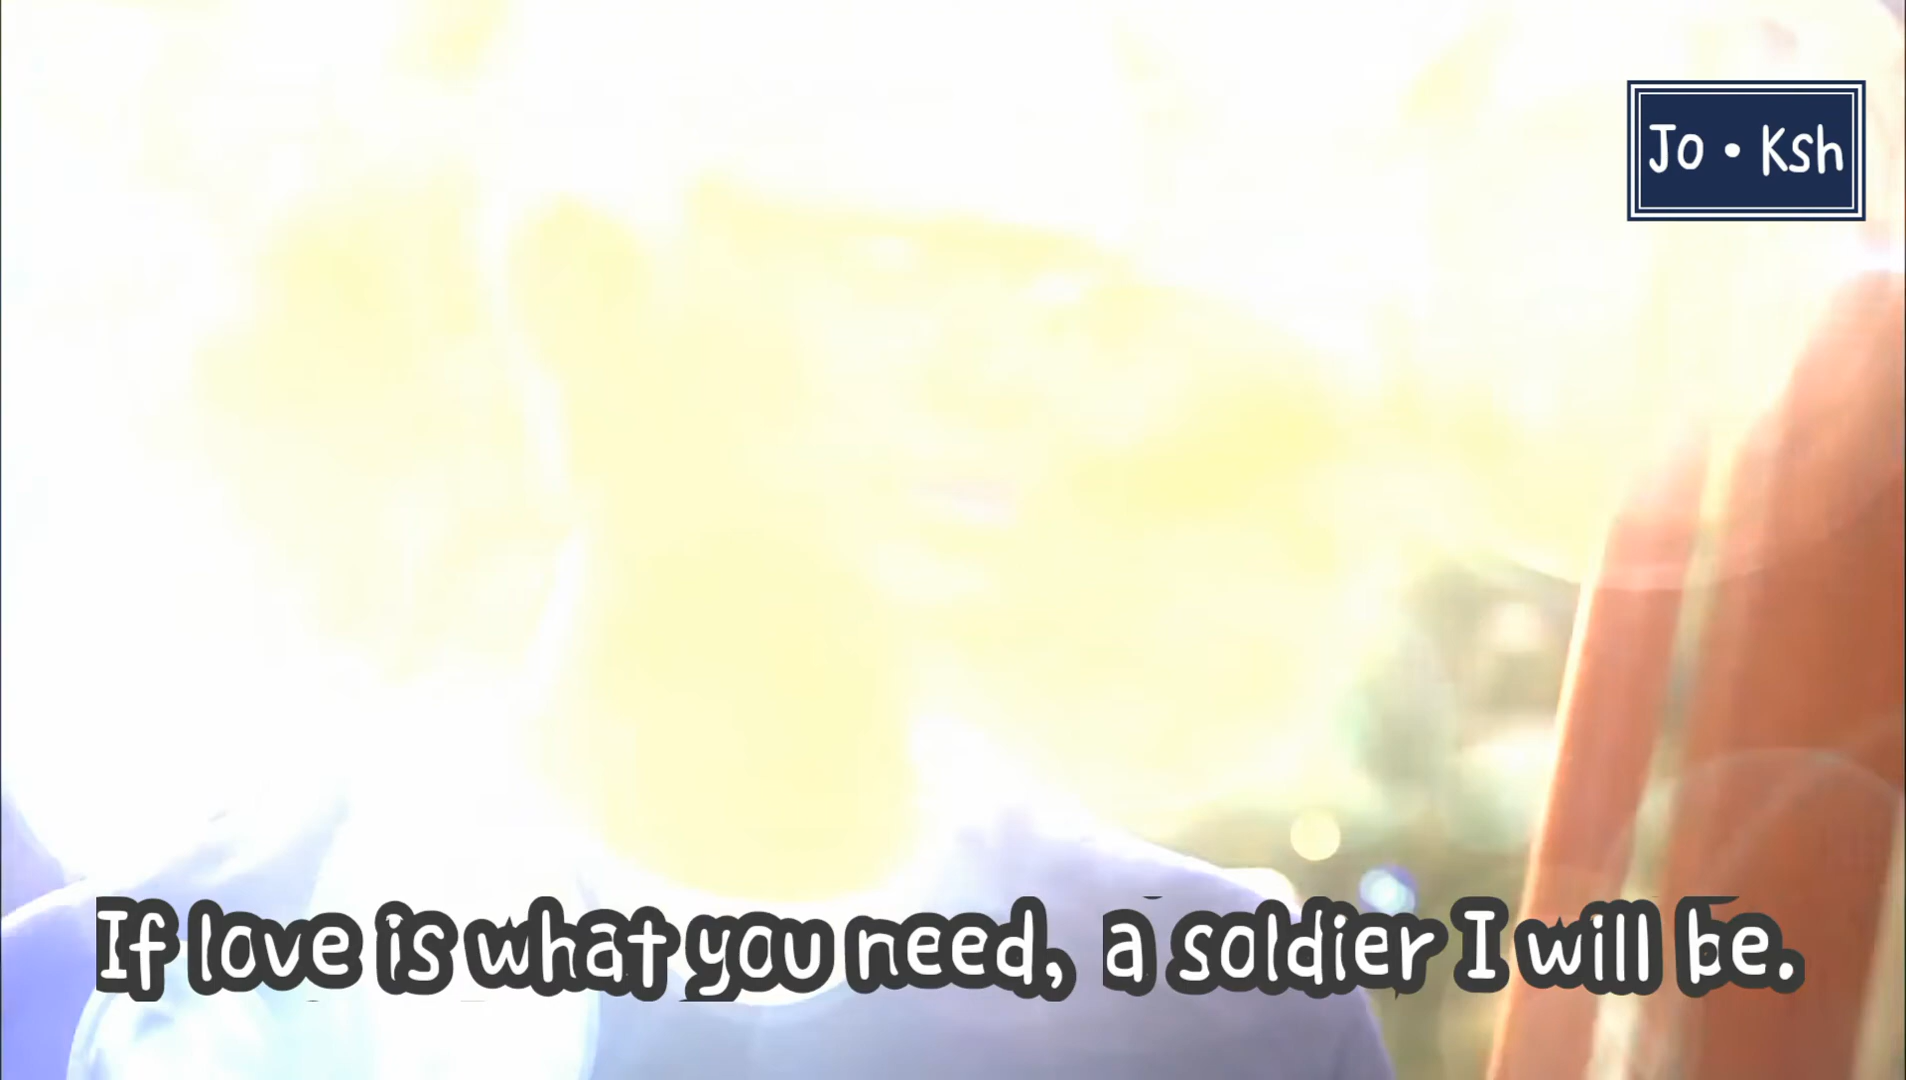 Jo • Ksh
If love is what you need, a soldier I will be.